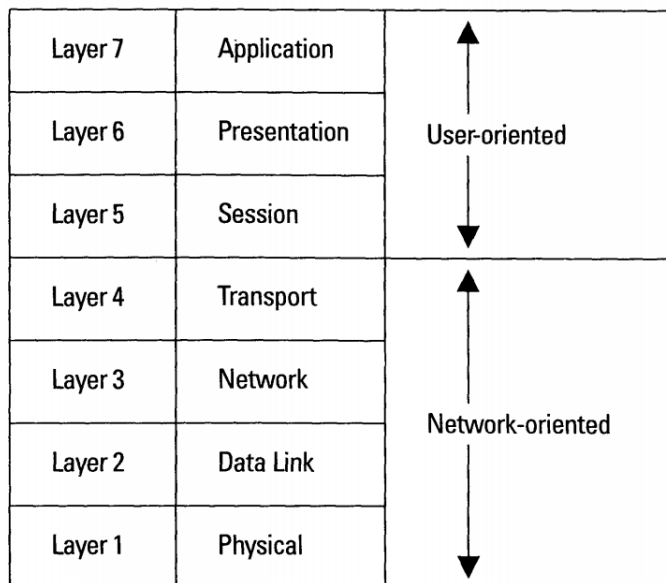 Layer 7 Application
Layer 6 Presentation User-oriented
Layer 5 Session
Layer 4 Transport
Layer 3 Network
Network-oriented
Layer 2 Data Link
Layer 1 Physical